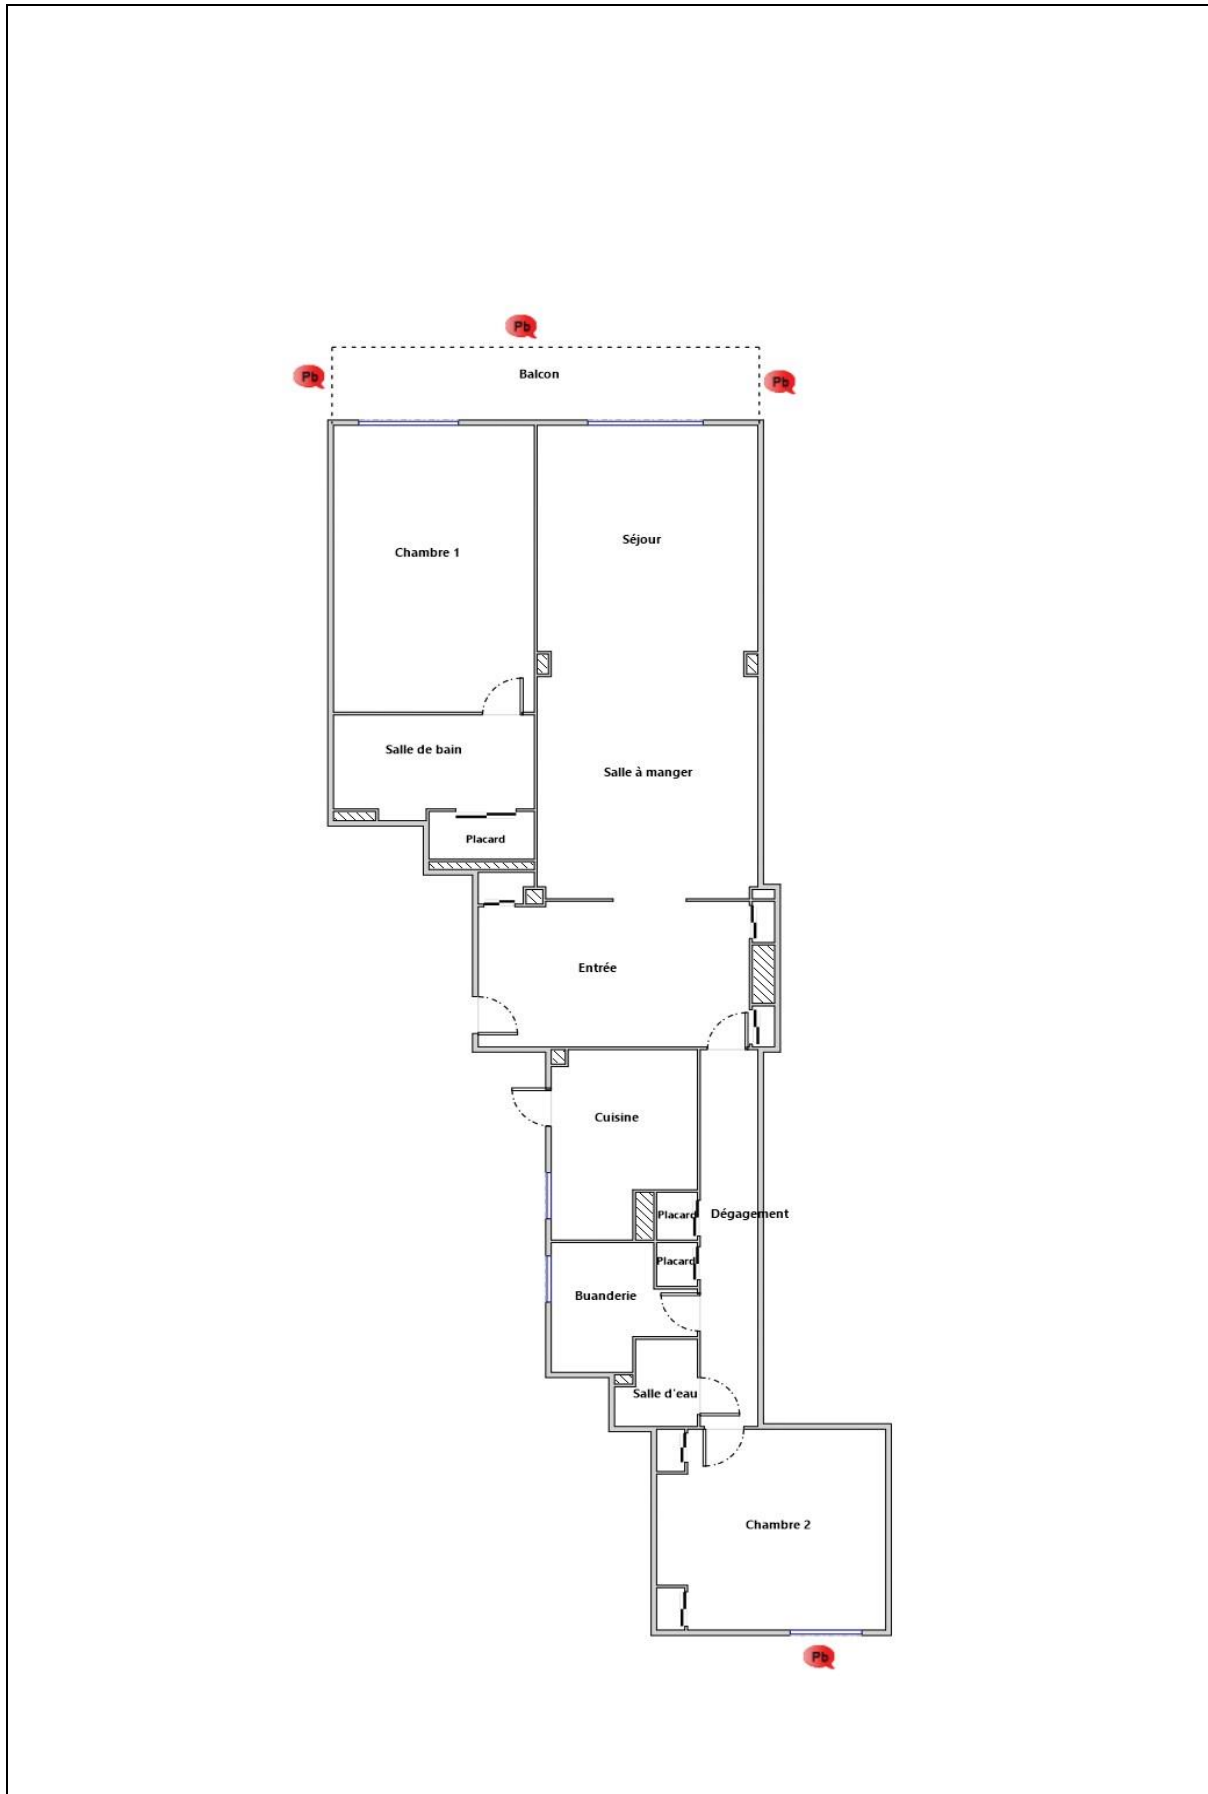 Pb
Pb
Balcon
Pb
Séjour
Chambre 1
Salle de bain
Salle à manger
Placard
Entrée
Cuisine
Placard
Dégagement
Placard
Buanderie
Salle d'eau
Chambre 2
Pb